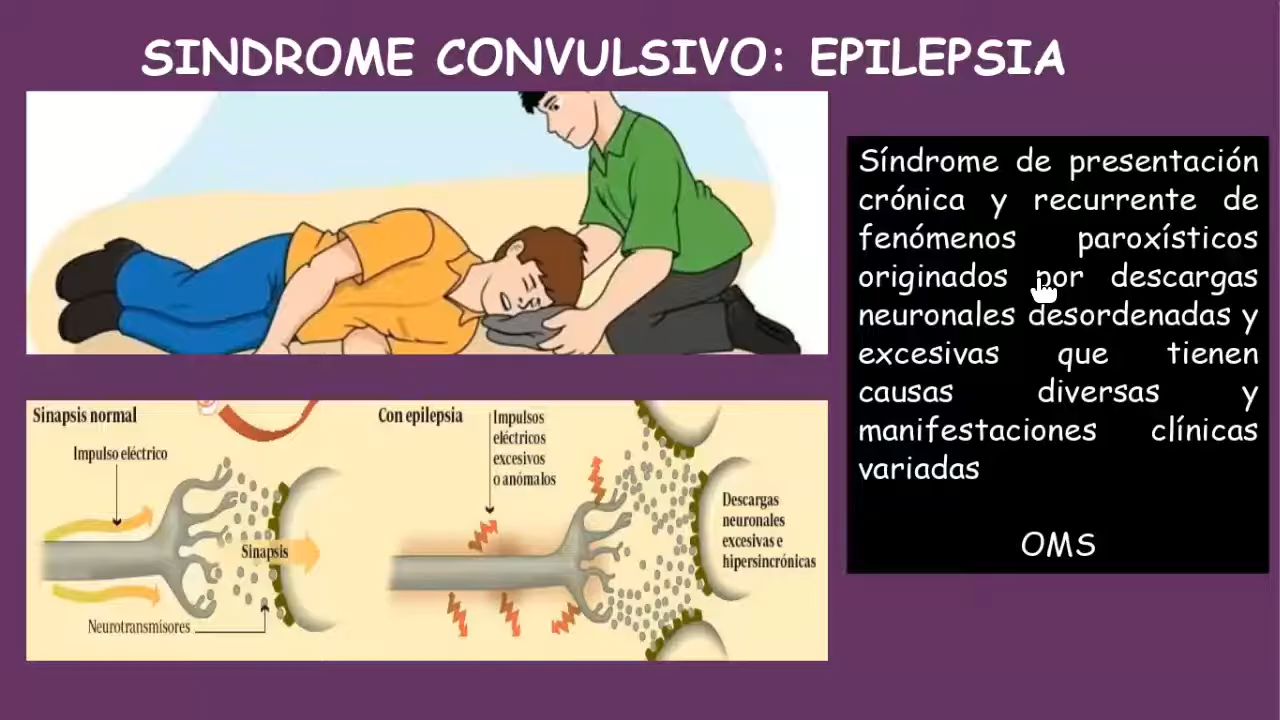 SINDROME CONVULSIVO: EPILEPSIA
Síndrome de presentación
crónica y recurrente de
fenómenos paroxísticos
originados por descargas
neuronales desordenadas y
excesivas que tienen
causas diversas y
manifestaciones clínicas
variadas
OMS
Sinapsis normal
Impulso eléctrico
Sinapsis
Neurotransmisores
Con epilepsia
Impulsos
eléctricos
excesivos
o anómalos
Descargas
neuronales
excesivas e
hipersincrónicas